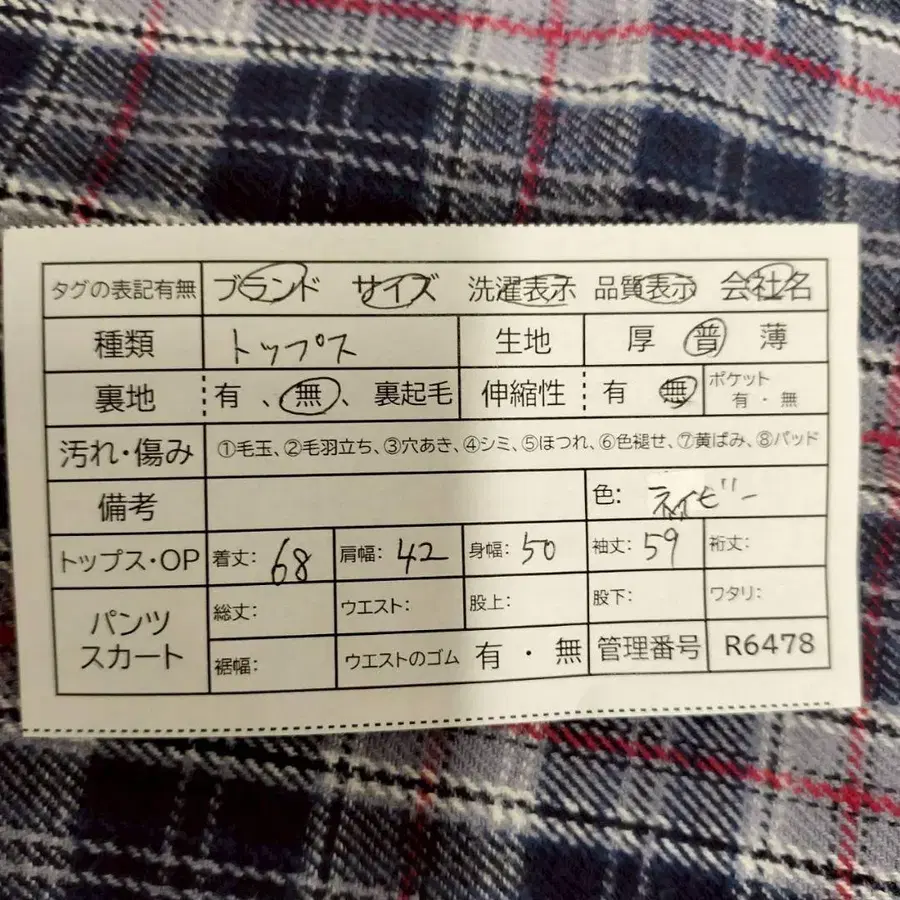 タグの表記有無 ブランド サイズ 洗濯表示 品質表示 会社名
種類 トップス 生地 厚 普 薄
裏地 有 、無、裏起毛 伸縮性 有 無 ポケット 有・無
汚れ・傷み ①毛玉、②毛羽立ち、③穴あき、④シミ、⑤ほつれ、⑥色褪せ、⑦黄ばみ、⑧パッド
備考 色: ネイビー
トップス・OP 着丈: 68 肩幅: 42 身幅: 50 袖丈: 59 裄丈:
パンツ スカート 総丈: ウエスト: 股上: 股下: ワタリ:
裾幅: ウエストのゴム 有・無 管理番号 R6478